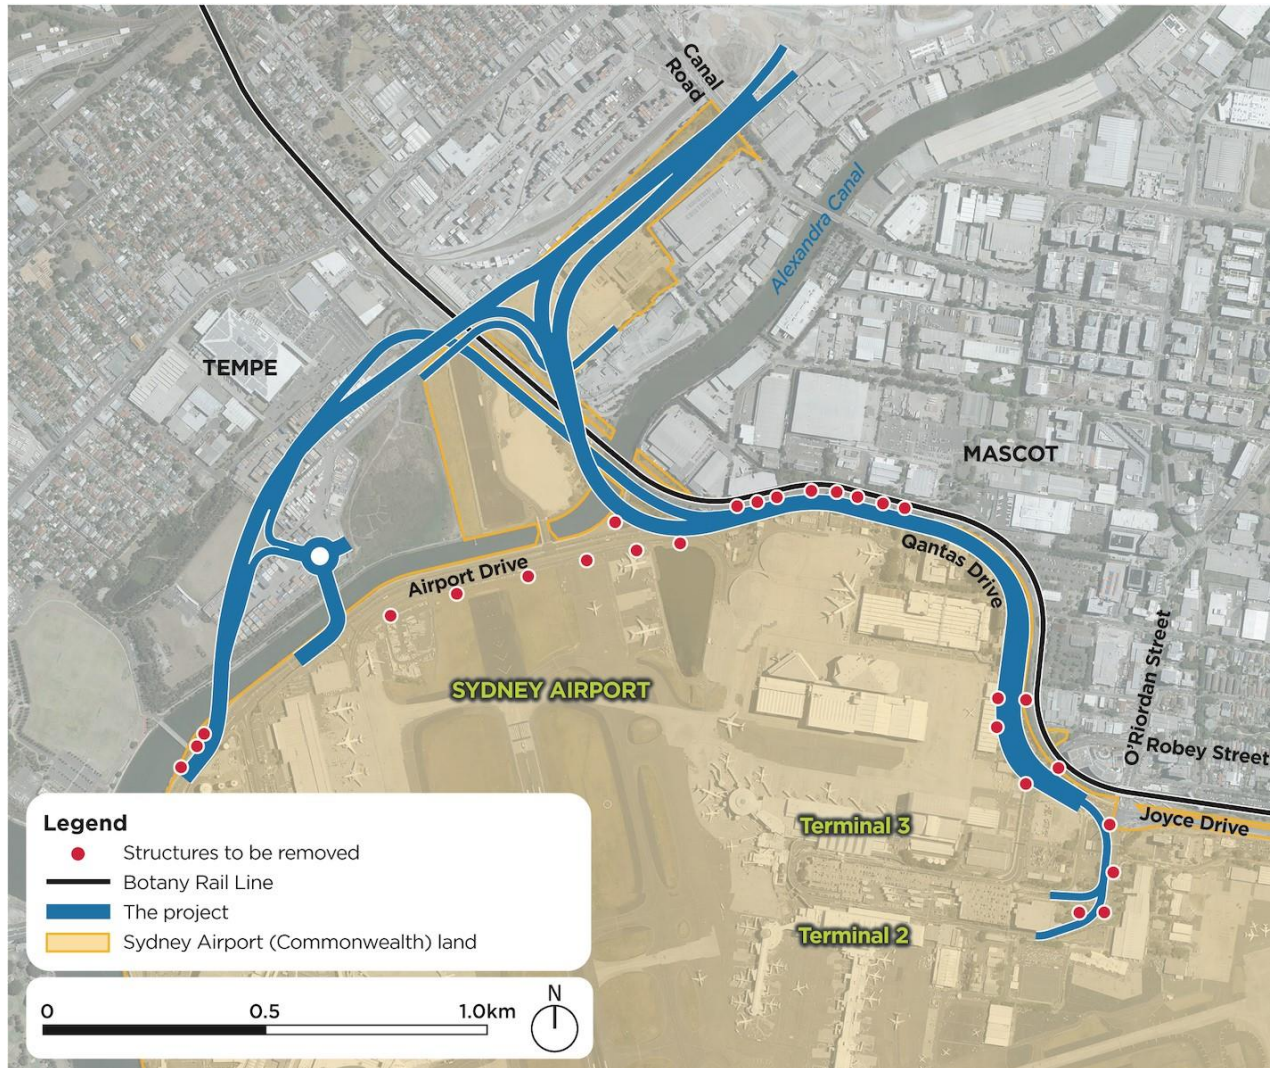 Canal
Road
Alexandra Canal
TEMPE
MASCOT
Qantas Drive
Airport Drive
SYDNEY AIRPORT
O'Riordan Street
Robey Street
Joyce Drive
Terminal 3
Terminal 2
Legend
Structures to be removed
Botany Rail Line
The project
Sydney Airport (Commonwealth) land
0 0.5 1.0km
N